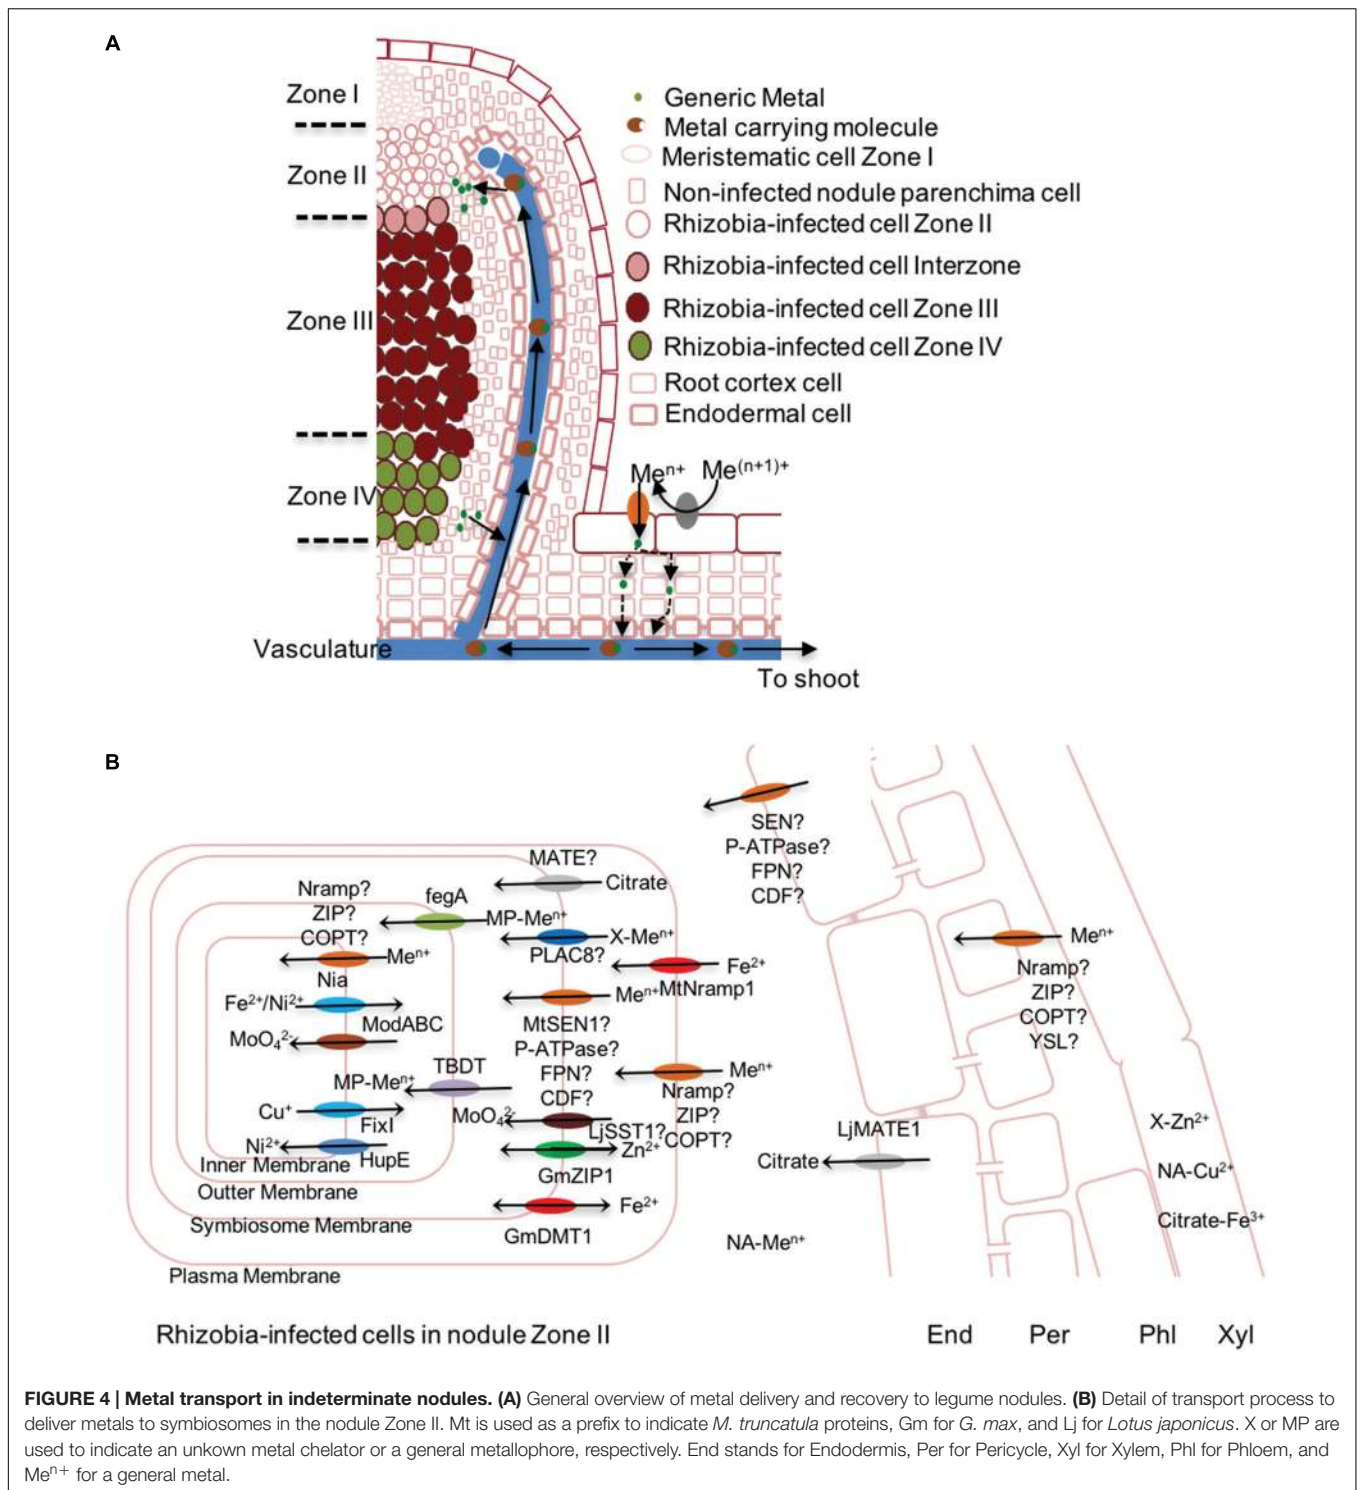 A
Zone I
Zone II
Zone III
Zone IV
Vasculature
Generic Metal
Metal carrying molecule
Meristematic cell Zone I
Non-infected nodule parenchima cell
Rhizobia-infected cell Zone II
Rhizobia-infected cell Interzone
Rhizobia-infected cell Zone III
Rhizobia-infected cell Zone IV
Root cortex cell
Endodermal cell
Meⁿ⁺ Me⁽ⁿ⁺¹⁾⁺
To shoot
B
Nramp?
ZIP?
COPT?
Meⁿ⁺
Nia
Fe²⁺/Ni²⁺
ModABC
MoO₄²⁻
Cu⁺
FixI
Ni²⁺
HupE
Inner Membrane
fegA
MP-Meⁿ⁺
TBDT
MP-Meⁿ⁺
Outter Membrane
MATE?
Citrate
X-Meⁿ⁺
PLAC8?
Meⁿ⁺
MtSEN1?
P-ATPase?
FPN?
CDF?
MoO₄²⁻
LjSST1?
Zn²⁺
GmZIP1
Fe²⁺
GmDMT1
Symbiosome Membrane
Fe²⁺
MtNramp1
Meⁿ⁺
Nramp?
ZIP?
COPT?
Plasma Membrane
SEN?
P-ATPase?
FPN?
CDF?
LjMATE1
Citrate
NA-Meⁿ⁺
Meⁿ⁺
Nramp?
ZIP?
COPT?
YSL?
X-Zn²⁺
NA-Cu²⁺
Citrate-Fe³⁺
Rhizobia-infected cells in nodule Zone II
End Per Phl Xyl
FIGURE 4 | Metal transport in indeterminate nodules. (A) General overview of metal delivery and recovery to legume nodules. (B) Detail of transport process to
deliver metals to symbiosomes in the nodule Zone II. Mt is used as a prefix to indicate M. truncatula proteins, Gm for G. max, and Lj for Lotus japonicus. X or MP are
used to indicate an unkown metal chelator or a general metallophore, respectively. End stands for Endodermis, Per for Pericycle, Xyl for Xylem, Phl for Phloem, and
Meⁿ⁺ for a general metal.